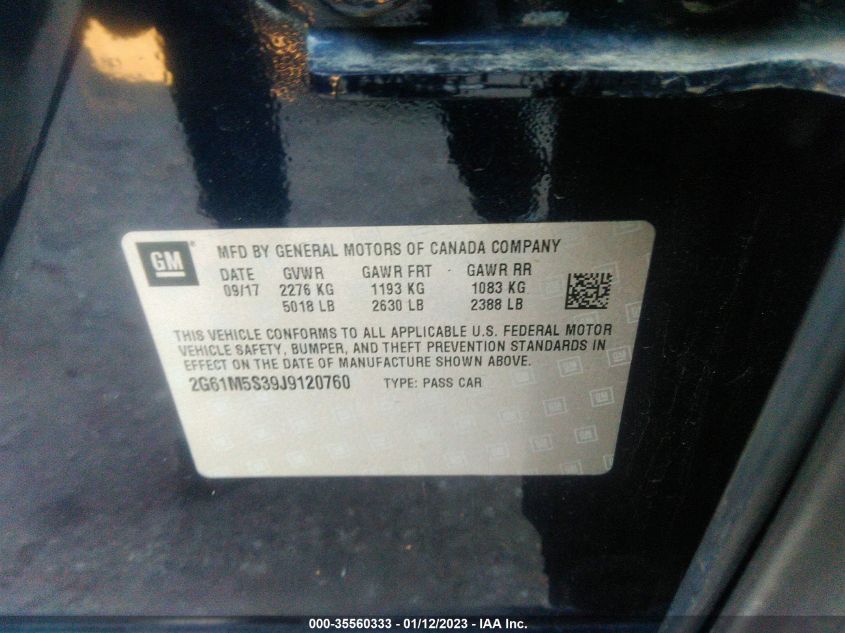 GM ® MFD BY GENERAL MOTORS OF CANADA COMPANY
DATE GVWR GAWR FRT GAWR RR
09/17 2276 KG 1193 KG 1083 KG
5018 LB 2630 LB 2388 LB
THIS VEHICLE CONFORMS TO ALL APPLICABLE U.S. FEDERAL MOTOR
VEHICLE SAFETY, BUMPER, AND THEFT PREVENTION STANDARDS IN
EFFECT ON THE DATE OF MANUFACTURE SHOWN ABOVE.
2G61M5S39J9120760 TYPE: PASS CAR
000-35560333 - 01/12/2023 - IAA Inc.